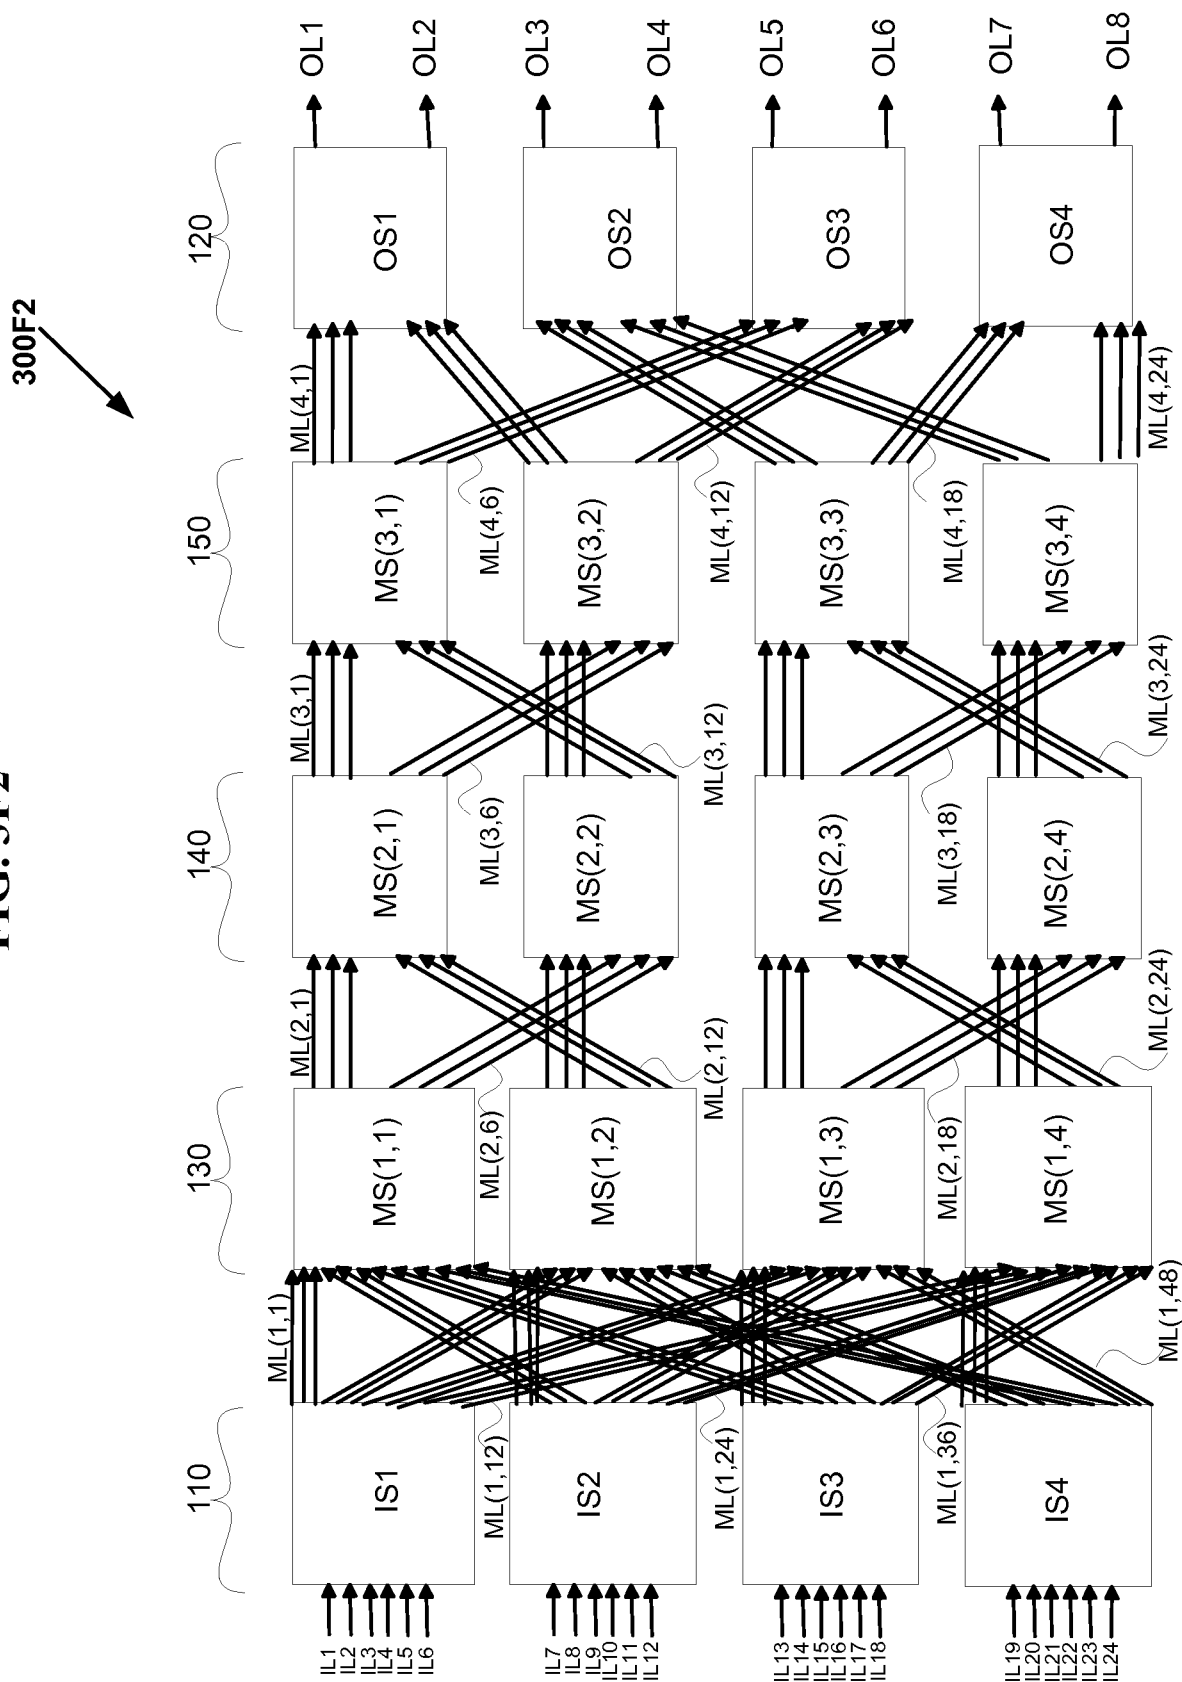 FIG. 3F2
300F2
110
130
140
150
120
IL1
IL2
IL3
IL4
IL5
IL6
IL7
IL8
IL9
IL10
IL11
IL12
IL13
IL14
IL15
IL16
IL17
IL18
IL19
IL20
IL21
IL22
IL23
IL24
IS1
IS2
IS3
IS4
ML(1,1)
ML(1,12)
ML(1,24)
ML(1,36)
ML(1,48)
MS(1,1)
MS(1,2)
MS(1,3)
MS(1,4)
ML(2,1)
ML(2,6)
ML(2,12)
ML(2,18)
ML(2,24)
MS(2,1)
MS(2,2)
MS(2,3)
MS(2,4)
ML(3,1)
ML(3,6)
ML(3,12)
ML(3,18)
ML(3,24)
MS(3,1)
MS(3,2)
MS(3,3)
MS(3,4)
ML(4,1)
ML(4,6)
ML(4,12)
ML(4,18)
ML(4,24)
OS1
OS2
OS3
OS4
OL1
OL2
OL3
OL4
OL5
OL6
OL7
OL8